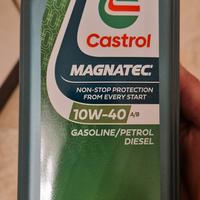 Castrol
MAGNATEC
NON-STOP PROTECTION
FROM EVERY START
10W-40 A/B
GASOLINE/PETROL
DIESEL